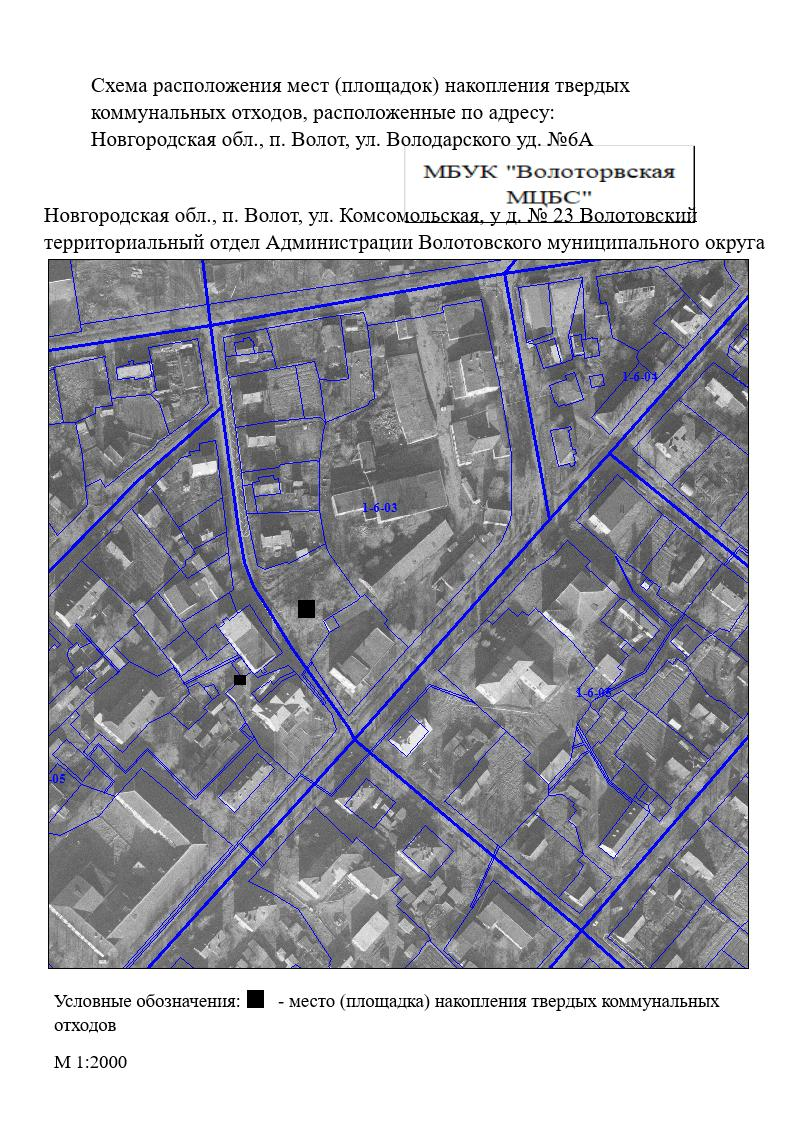 Схема расположения мест (площадок) накопления твердых
коммунальных отходов, расположенные по адресу:
Новгородская обл., п. Волот, ул. Володарского уд. №6А
МБУК "Волоторвская
МЦБС"
Новгородская обл., п. Волот, ул. Комсомольская, у д. № 23 Волотовский
территориальный отдел Администрации Волотовского муниципального округа
1-6-04
1-6-03
1-6-05
-05
Условные обозначения: - место (площадка) накопления твердых коммунальных
отходов
М 1:2000